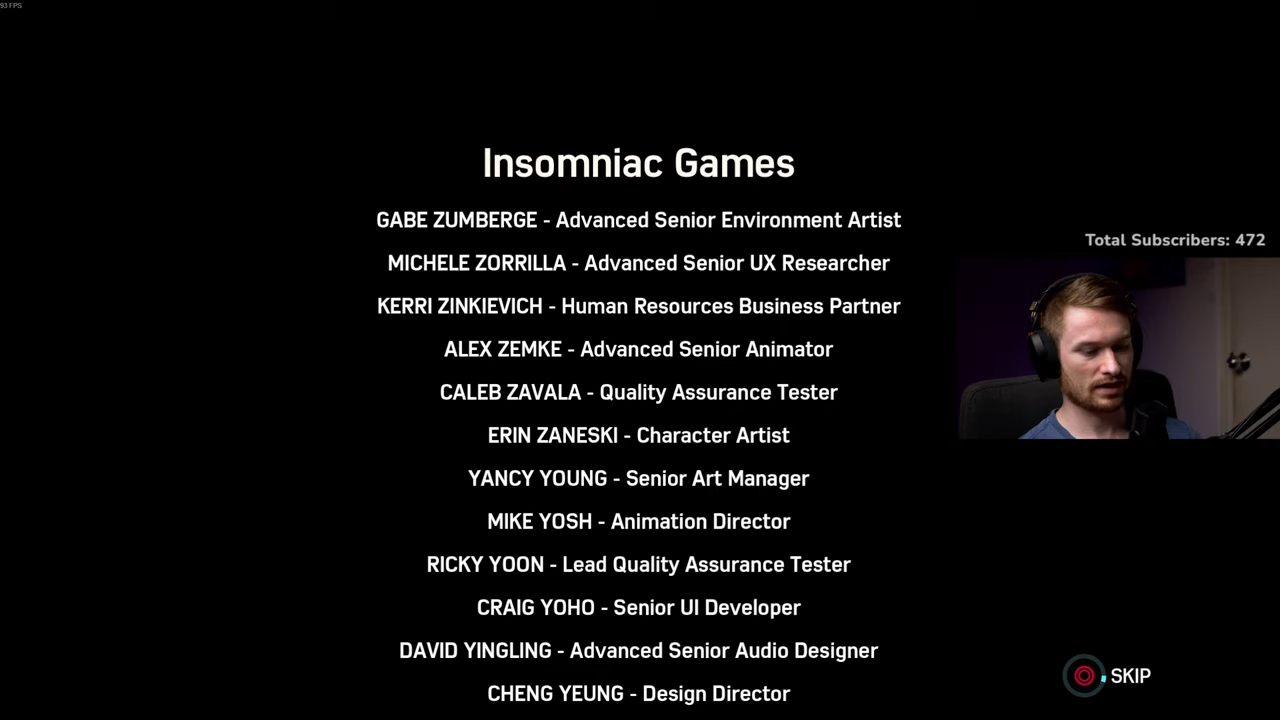 93 FPS
Insomniac Games
GABE ZUMBERGE - Advanced Senior Environment Artist
MICHELE ZORRILLA - Advanced Senior UX Researcher
KERRI ZINKIEVICH - Human Resources Business Partner
ALEX ZEMKE - Advanced Senior Animator
CALEB ZAVALA - Quality Assurance Tester
ERIN ZANESKI - Character Artist
YANCY YOUNG - Senior Art Manager
MIKE YOSH - Animation Director
RICKY YOON - Lead Quality Assurance Tester
CRAIG YOHO - Senior UI Developer
DAVID YINGLING - Advanced Senior Audio Designer
CHENG YEUNG - Design Director
Total Subscribers: 472
SKIP